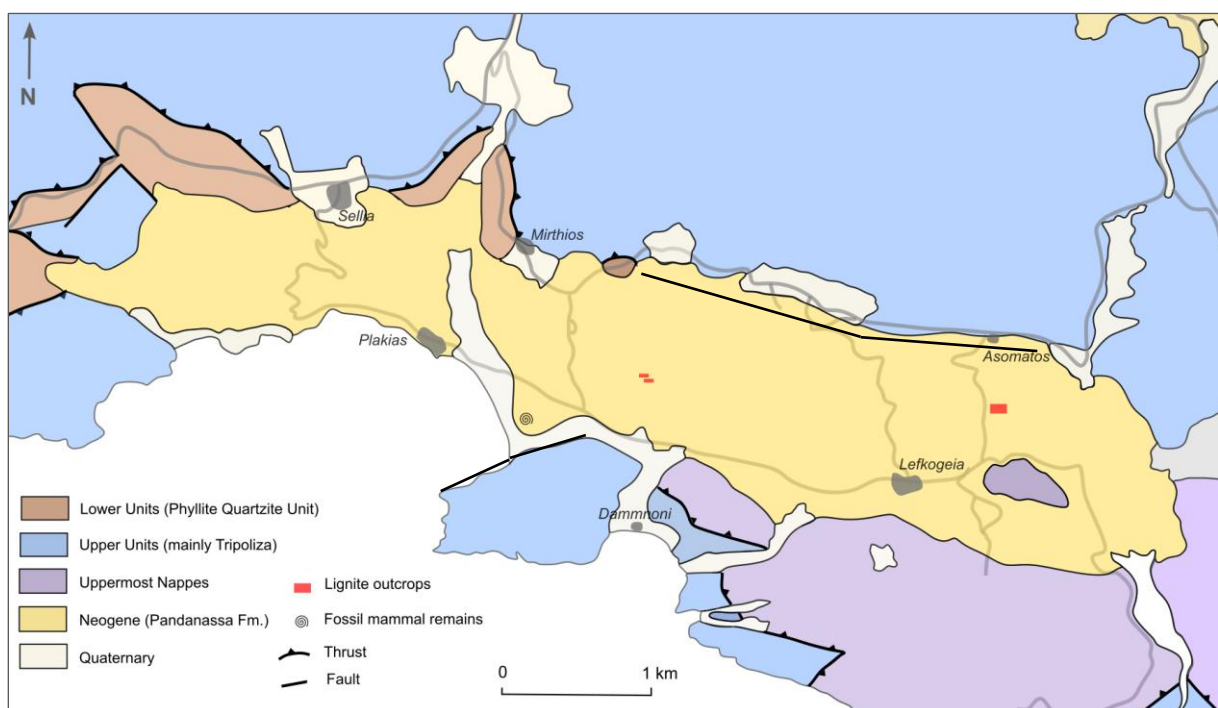 N
Sellia
Mirthios
Plakias
Asomatos
Lefkogeia
Dammnoni
Lower Units (Phyllite Quartzite Unit)
Upper Units (mainly Tripoliza)
Uppermost Nappes
Neogene (Pandanassa Fm.)
Quaternary
Lignite outcrops
Fossil mammal remains
Thrust
Fault
0 1 km